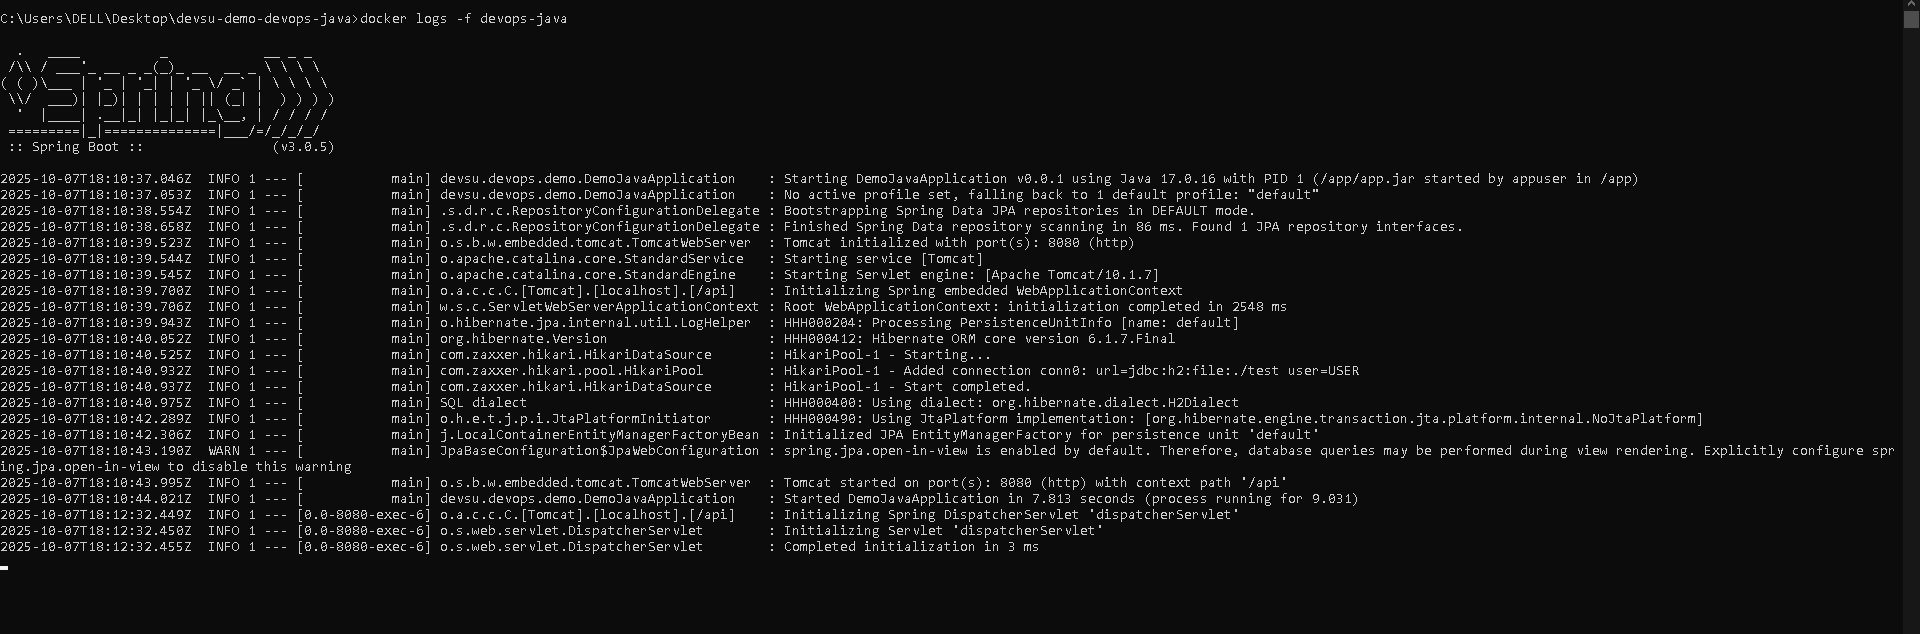 C:\Users\DELL\Desktop\devsu-demo-devops-java>docker logs -f devops-java
  .   ____          _            __ _ _
 /\\ / ___'_ __ _ _(_)_ __  __ _ \ \ \ \
( ( )\___ | '_ | '_| | '_ \/ _` | \ \ \ \
 \\/  ___)| |_)| | | | | || (_| |  ) ) ) )
  '  |____| .__|_| |_|_| |_\__, | / / / /
 =========|_|==============|___/=/_/_/_/
 :: Spring Boot ::                (v3.0.5)
2025-10-07T18:10:37.046Z  INFO 1 --- [           main] devsu.devops.demo.DemoJavaApplication    : Starting DemoJavaApplication v0.0.1 using Java 17.0.16 with PID 1 (/app/app.jar started by appuser in /app)
2025-10-07T18:10:37.053Z  INFO 1 --- [           main] devsu.devops.demo.DemoJavaApplication    : No active profile set, falling back to 1 default profile: "default"
2025-10-07T18:10:38.554Z  INFO 1 --- [           main] .s.d.r.c.RepositoryConfigurationDelegate : Bootstrapping Spring Data JPA repositories in DEFAULT mode.
2025-10-07T18:10:38.658Z  INFO 1 --- [           main] .s.d.r.c.RepositoryConfigurationDelegate : Finished Spring Data repository scanning in 86 ms. Found 1 JPA repository interfaces.
2025-10-07T18:10:39.523Z  INFO 1 --- [           main] o.s.b.w.embedded.tomcat.TomcatWebServer  : Tomcat initialized with port(s): 8080 (http)
2025-10-07T18:10:39.544Z  INFO 1 --- [           main] o.apache.catalina.core.StandardService   : Starting service [Tomcat]
2025-10-07T18:10:39.545Z  INFO 1 --- [           main] o.apache.catalina.core.StandardEngine    : Starting Servlet engine: [Apache Tomcat/10.1.7]
2025-10-07T18:10:39.700Z  INFO 1 --- [           main] o.a.c.c.C.[Tomcat].[localhost].[/api]    : Initializing Spring embedded WebApplicationContext
2025-10-07T18:10:39.706Z  INFO 1 --- [           main] w.s.c.ServletWebServerApplicationContext : Root WebApplicationContext: initialization completed in 2548 ms
2025-10-07T18:10:39.943Z  INFO 1 --- [           main] o.hibernate.jpa.internal.util.LogHelper  : HHH000204: Processing PersistenceUnitInfo [name: default]
2025-10-07T18:10:40.052Z  INFO 1 --- [           main] org.hibernate.Version                    : HHH000412: Hibernate ORM core version 6.1.7.Final
2025-10-07T18:10:40.525Z  INFO 1 --- [           main] com.zaxxer.hikari.HikariDataSource       : HikariPool-1 - Starting...
2025-10-07T18:10:40.932Z  INFO 1 --- [           main] com.zaxxer.hikari.pool.HikariPool        : HikariPool-1 - Added connection conn0: url=jdbc:h2:file:./test user=USER
2025-10-07T18:10:40.937Z  INFO 1 --- [           main] com.zaxxer.hikari.HikariDataSource       : HikariPool-1 - Start completed.
2025-10-07T18:10:40.975Z  INFO 1 --- [           main] SQL dialect                              : HHH000400: Using dialect: org.hibernate.dialect.H2Dialect
2025-10-07T18:10:42.289Z  INFO 1 --- [           main] o.h.e.t.j.p.i.JtaPlatformInitiator       : HHH000490: Using JtaPlatform implementation: [org.hibernate.engine.transaction.jta.platform.internal.NoJtaPlatform]
2025-10-07T18:10:42.306Z  INFO 1 --- [           main] j.LocalContainerEntityManagerFactoryBean : Initialized JPA EntityManagerFactory for persistence unit 'default'
2025-10-07T18:10:43.190Z  WARN 1 --- [           main] JpaBaseConfiguration$JpaWebConfiguration : spring.jpa.open-in-view is enabled by default. Therefore, database queries may be performed during view rendering. Explicitly configure spr
ing.jpa.open-in-view to disable this warning
2025-10-07T18:10:43.995Z  INFO 1 --- [           main] o.s.b.w.embedded.tomcat.TomcatWebServer  : Tomcat started on port(s): 8080 (http) with context path '/api'
2025-10-07T18:10:44.021Z  INFO 1 --- [           main] devsu.devops.demo.DemoJavaApplication    : Started DemoJavaApplication in 7.813 seconds (process running for 9.031)
2025-10-07T18:12:32.449Z  INFO 1 --- [0.0-8080-exec-6] o.a.c.c.C.[Tomcat].[localhost].[/api]    : Initializing Spring DispatcherServlet 'dispatcherServlet'
2025-10-07T18:12:32.450Z  INFO 1 --- [0.0-8080-exec-6] o.s.web.servlet.DispatcherServlet        : Initializing Servlet 'dispatcherServlet'
2025-10-07T18:12:32.455Z  INFO 1 --- [0.0-8080-exec-6] o.s.web.servlet.DispatcherServlet        : Completed initialization in 3 ms